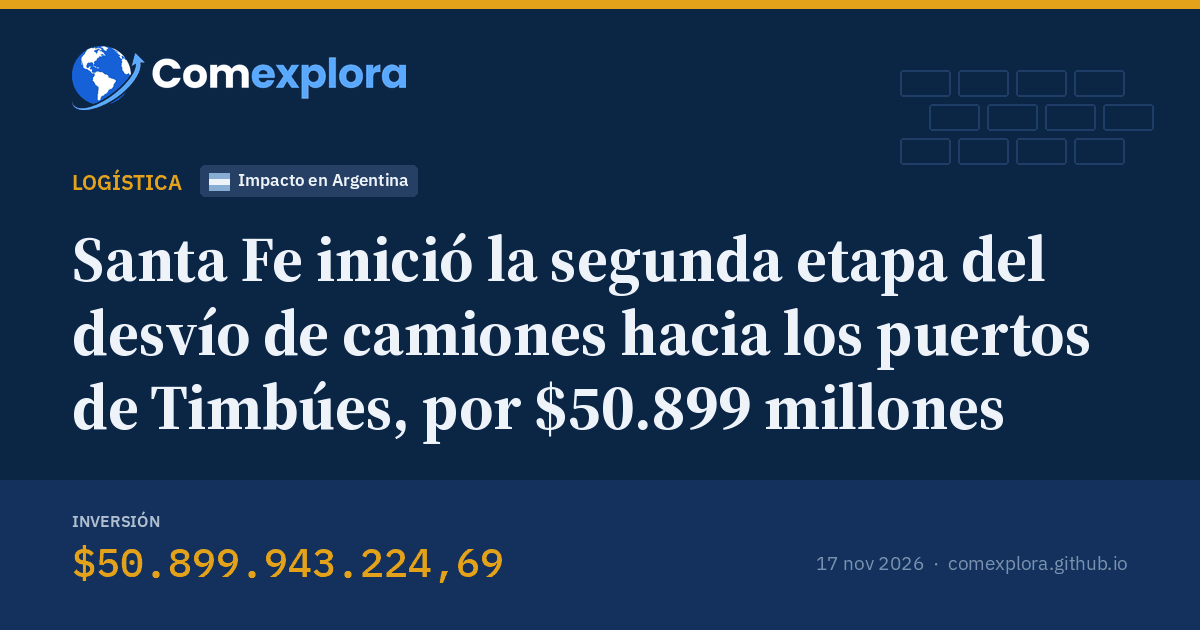 Comexplora
LOGÍSTICA
Impacto en Argentina
Santa Fe inició la segunda etapa del
desvío de camiones hacia los puertos
de Timbúes, por $50.899 millones
INVERSIÓN
$50.899.943.224,69
17 nov 2026 · comexplora.github.io